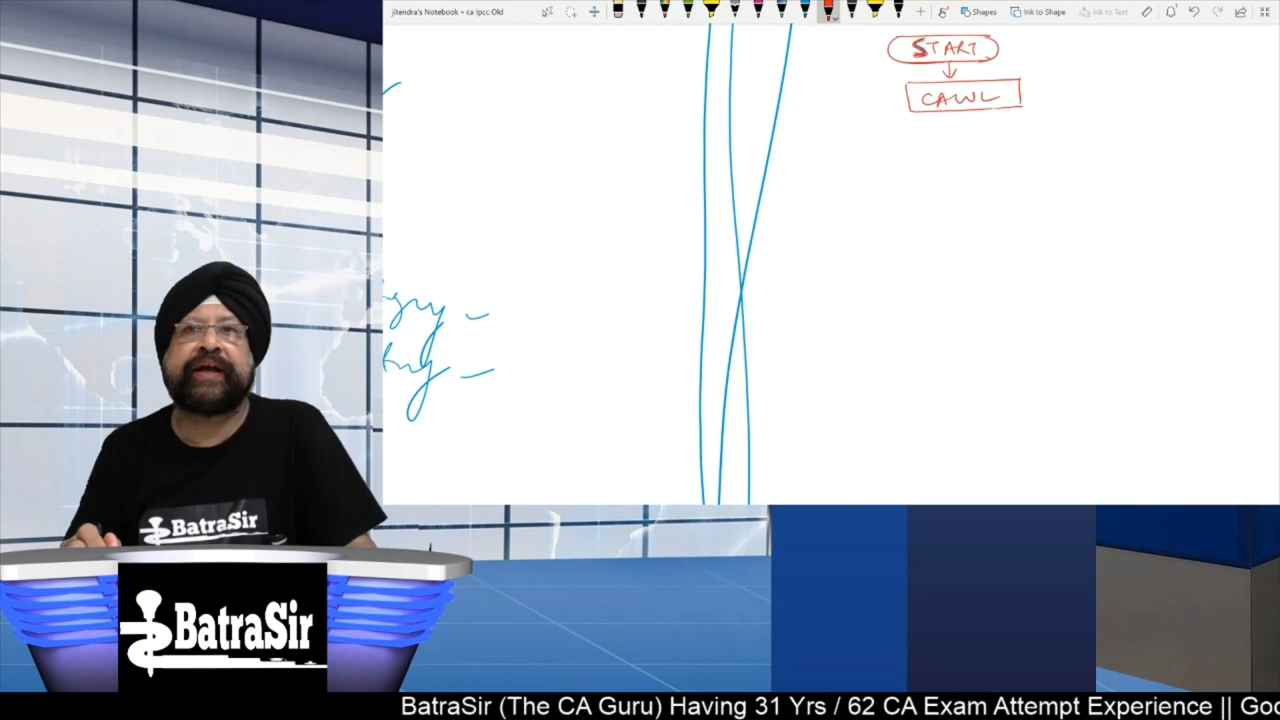 jitendra's Notebook > ca Ipcc Old
Shapes
Ink to Shape
Ink to Text
START
CAWL
BatraSir
BatraSir
BatraSir (The CA Guru) Having 31 Yrs / 62 CA Exam Attempt Experience || Goo